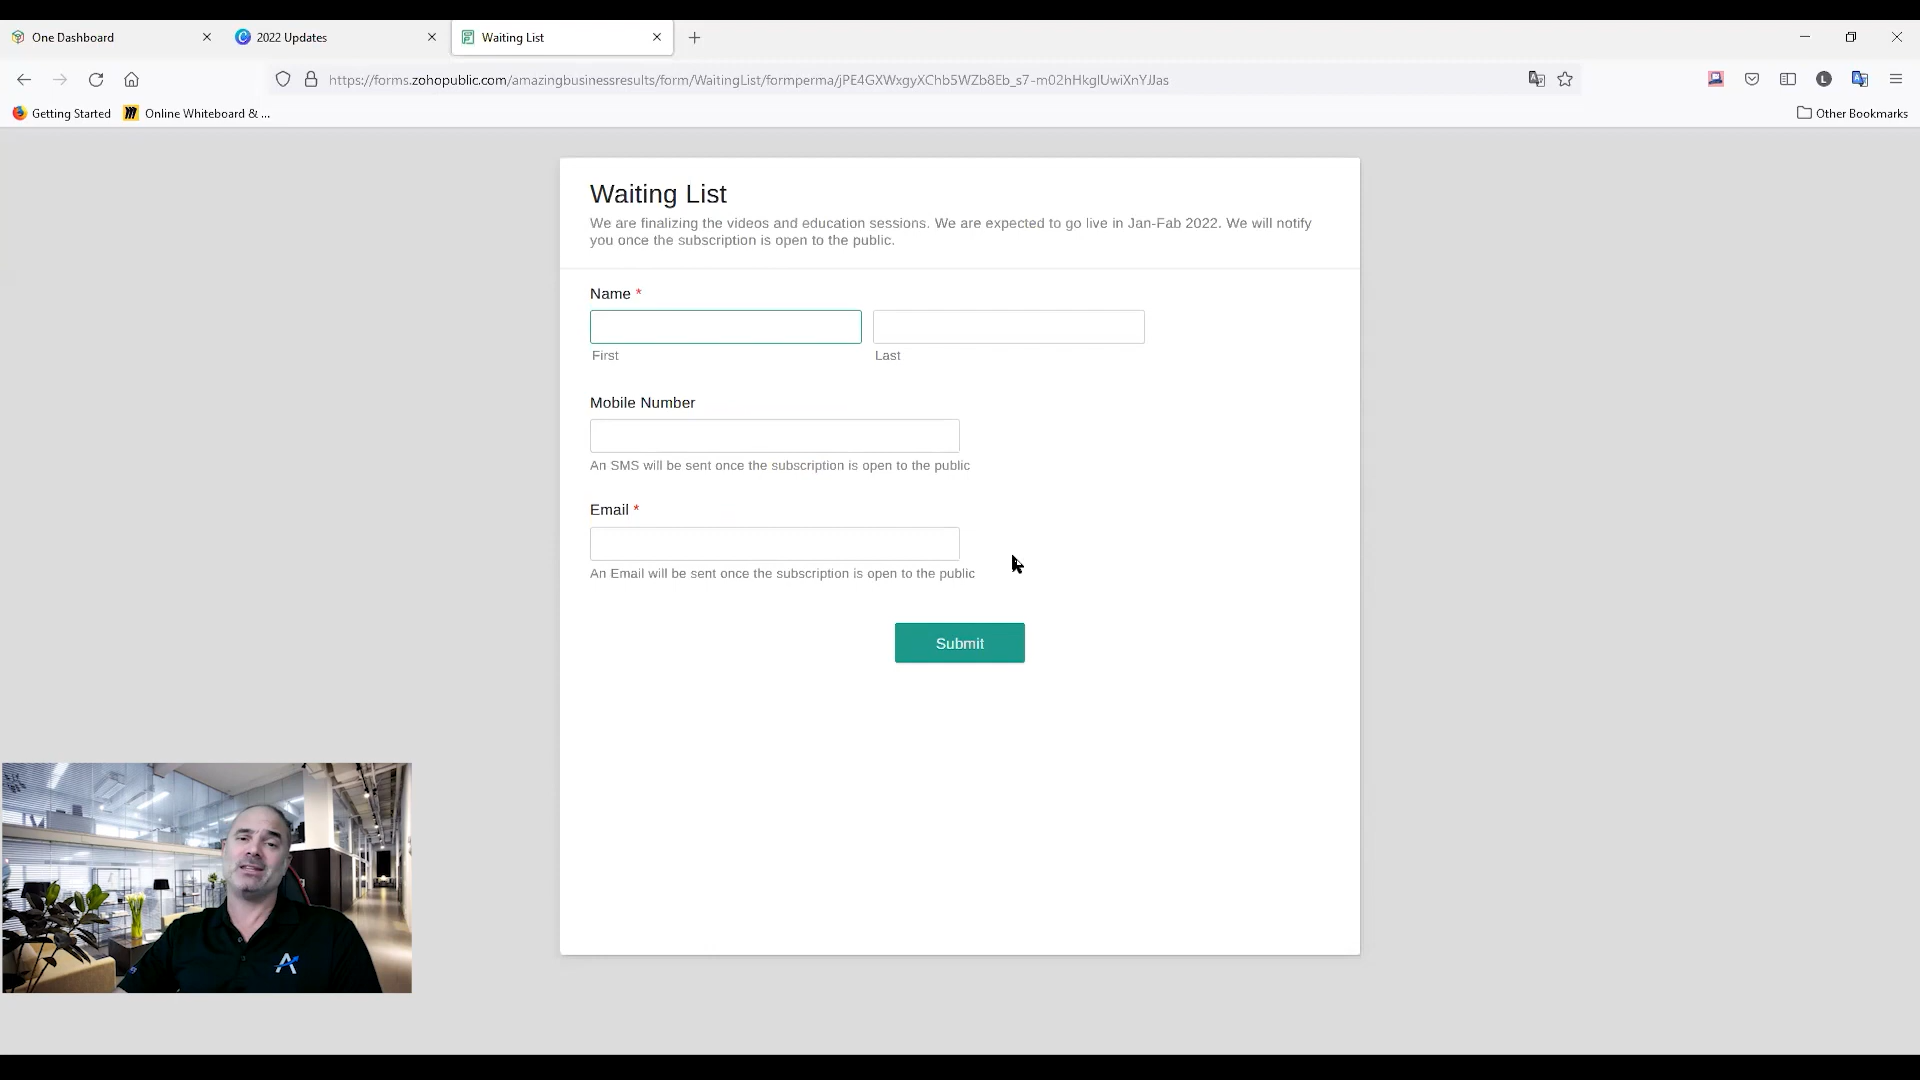 One Dashboard
2022 Updates
Waiting List
https://forms.zohopublic.com/amazingbusinessresults/form/WaitingList/formperma/jPE4GXWxgyXChb5WZb8Eb_s7-m02hHkglUwiXnYJJas
L
Getting Started
Online Whiteboard & ...
Other Bookmarks
Waiting List
We are finalizing the videos and education sessions. We are expected to go live in Jan-Fab 2022. We will notify
you once the subscription is open to the public.
Name *
First
Last
Mobile Number
An SMS will be sent once the subscription is open to the public
Email *
An Email will be sent once the subscription is open to the public
Submit